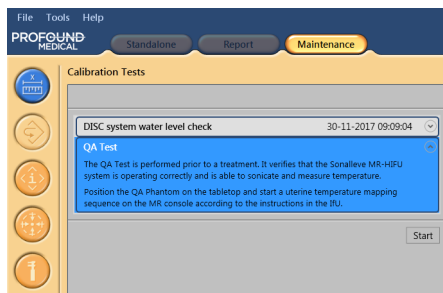 File Tools Help
PROFOUND
MEDICAL
Standalone Report Maintenance
Calibration Tests
DISC system water level check 30-11-2017 09:09:04
QA Test
The QA Test is performed prior to a treatment. It verifies that the Sonalleve MR-HIFU
system is operating correctly and is able to sonicate and measure temperature.
Position the QA Phantom on the tabletop and start a uterine temperature mapping
sequence on the MR console according to the instructions in the IfU.
Start